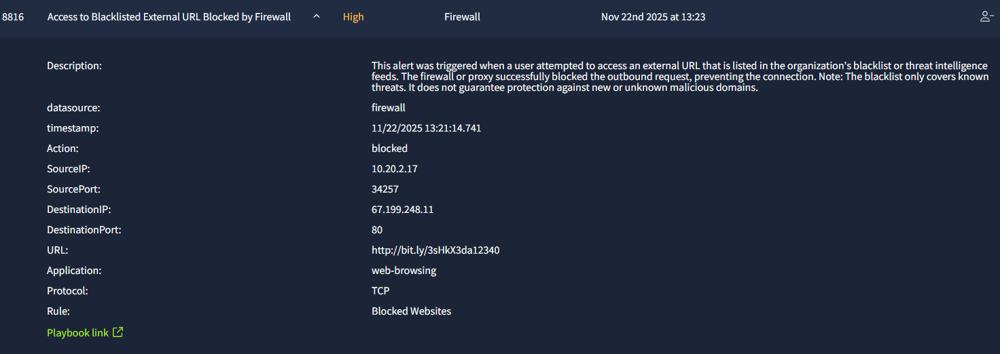 8816 Access to Blacklisted External URL Blocked by Firewall High Firewall Nov 22nd 2025 at 13:23
Description: This alert was triggered when a user attempted to access an external URL that is listed in the organization's blacklist or threat intelligence
feeds. The firewall or proxy successfully blocked the outbound request, preventing the connection. Note: The blacklist only covers known
threats. It does not guarantee protection against new or unknown malicious domains.
datasource: firewall
timestamp: 11/22/2025 13:21:14.741
Action: blocked
SourceIP: 10.20.2.17
SourcePort: 34257
DestinationIP: 67.199.248.11
DestinationPort: 80
URL: http://bit.ly/3sHkX3da12340
Application: web-browsing
Protocol: TCP
Rule: Blocked Websites
Playbook link